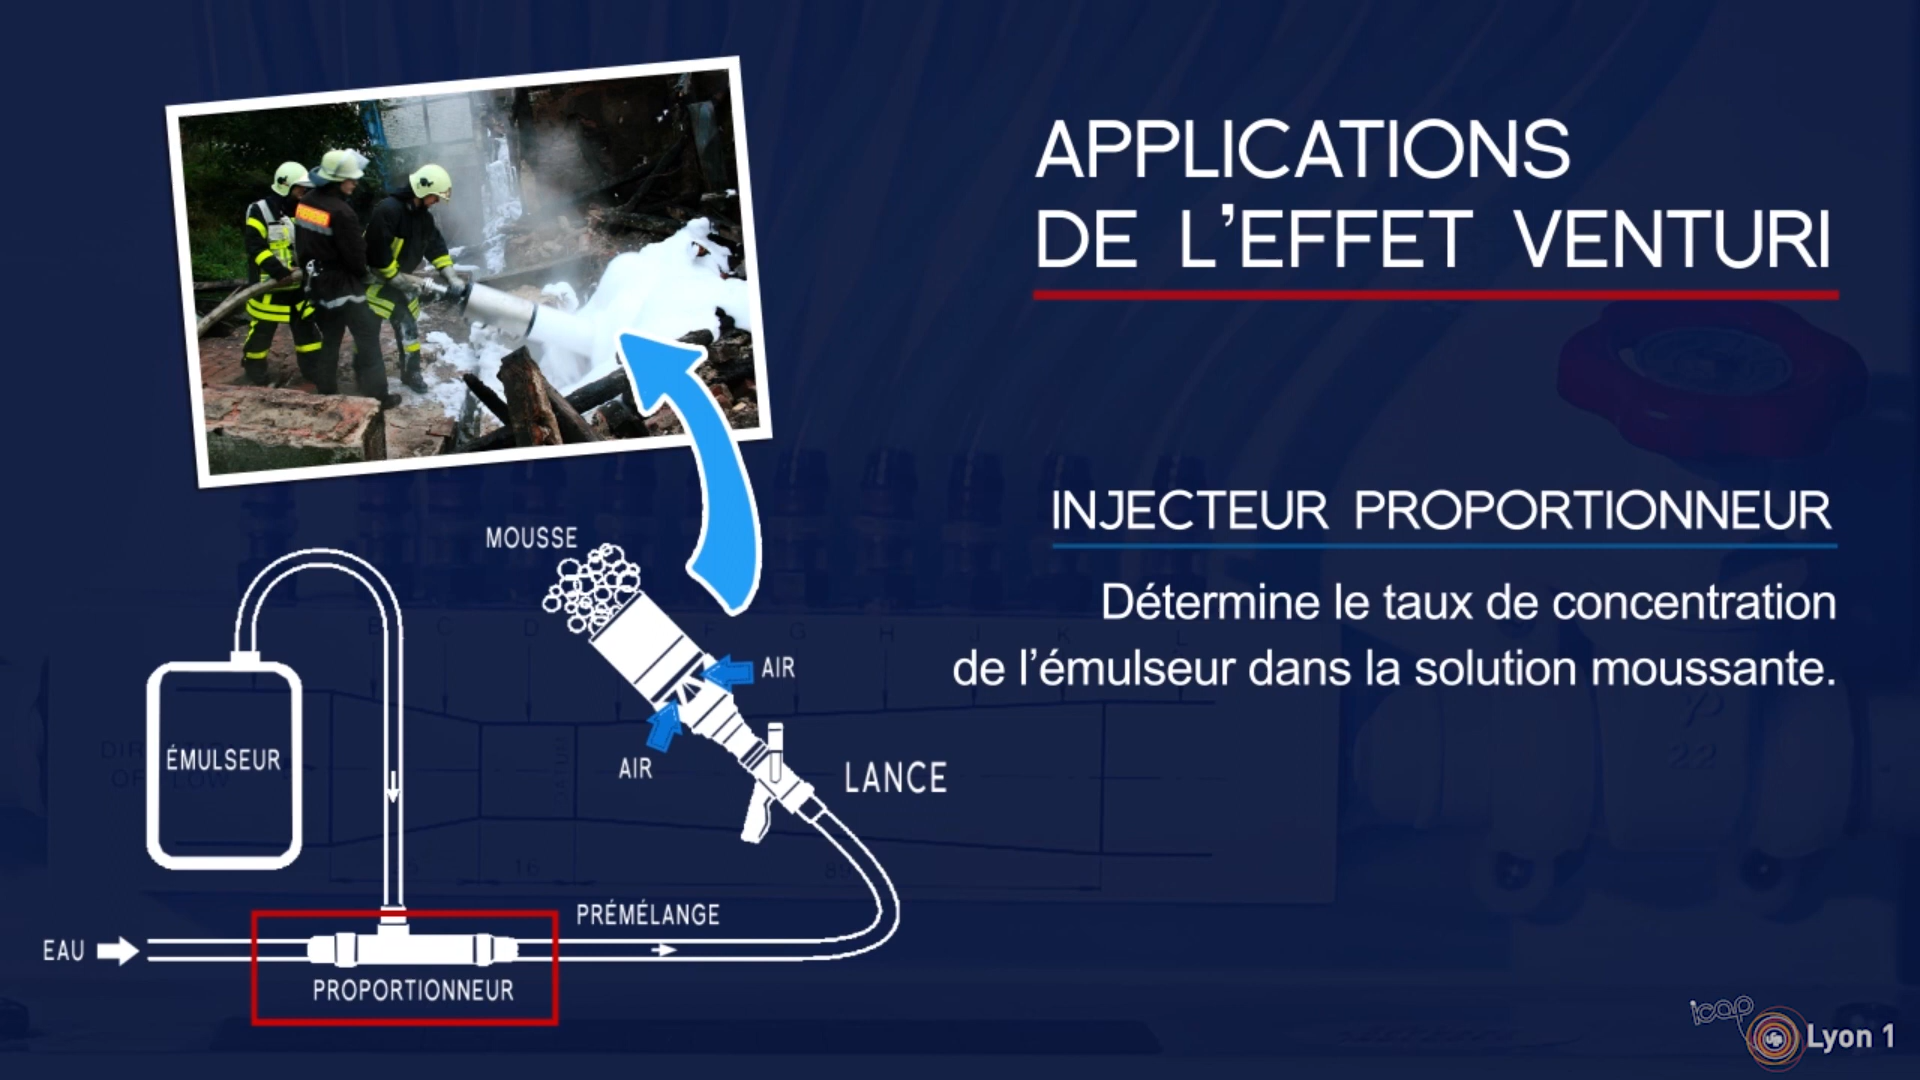 APPLICATIONS
DE L'EFFET VENTURI
INJECTEUR PROPORTIONNEUR
Détermine le taux de concentration
de l'émulseur dans la solution moussante.
MOUSSE
AIR
AIR
ÉMULSEUR
LANCE
PRÉMÉLANGE
EAU
PROPORTIONNEUR
icap
Lyon 1